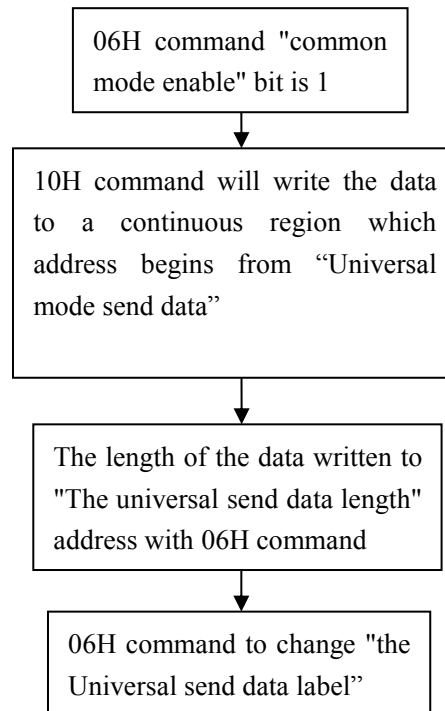 06H command "common
mode enable" bit is 1
10H command will write the data
to a continuous region which
address begins from “Universal
mode send data”
The length of the data written to
"The universal send data length"
address with 06H command
06H command to change "the
Universal send data label”